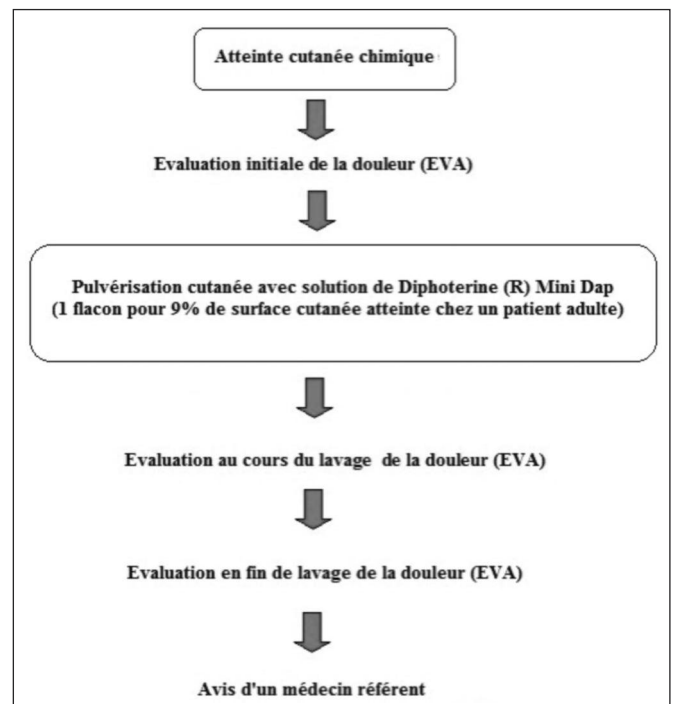 Atteinte cutanée chimique
Evaluation initiale de la douleur (EVA)
Pulvérisation cutanée avec solution de Diphoterine (R) Mini Dap
(1 flacon pour 9% de surface cutanée atteinte chez un patient adulte)
Evaluation au cours du lavage de la douleur (EVA)
Evaluation en fin de lavage de la douleur (EVA)
Avis d'un médecin référent